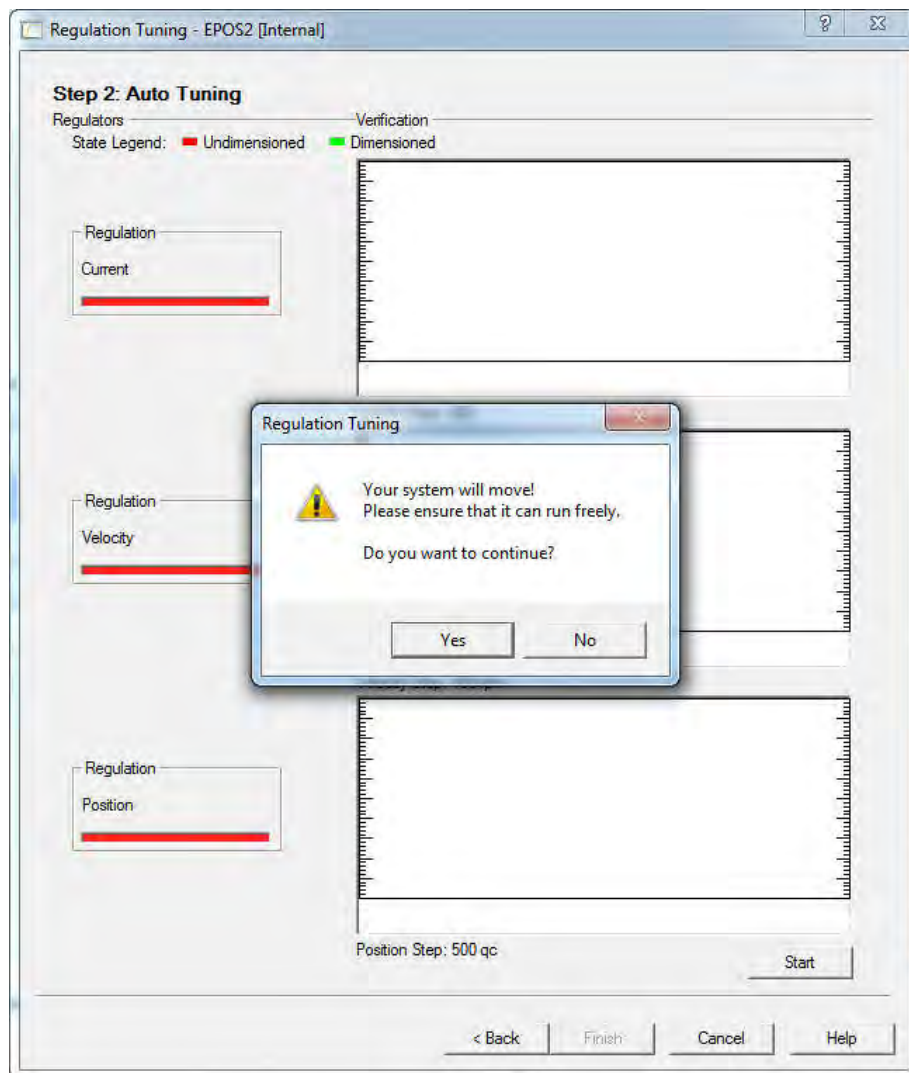 Regulation Tuning - EPOS2 [Internal]
Step 2: Auto Tuning
Regulators
Verification
State Legend: Undimensioned Dimensioned
Regulation
Current
Regulation Tuning
Your system will move!
Please ensure that it can run freely.
Do you want to continue?
Yes No
Regulation
Velocity
Regulation
Position
Position Step: 500 qc
Start
< Back Finish Cancel Help